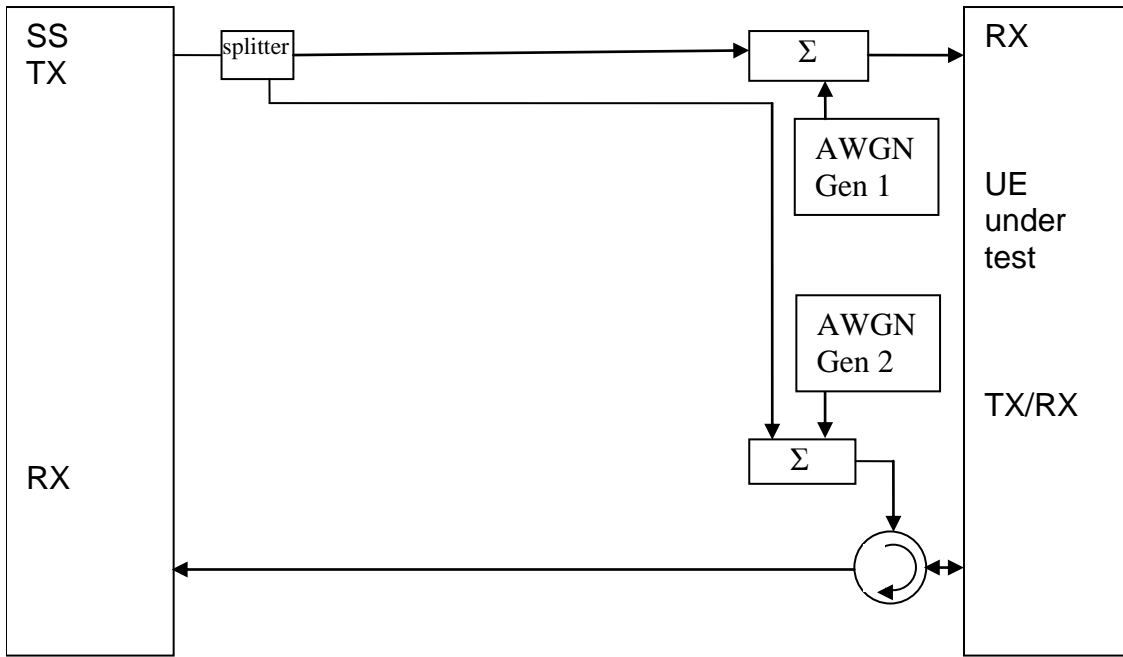 SS
TX
splitter
Σ
RX
AWGN
Gen 1
UE
under
test
AWGN
Gen 2
TX/RX
Σ
RX